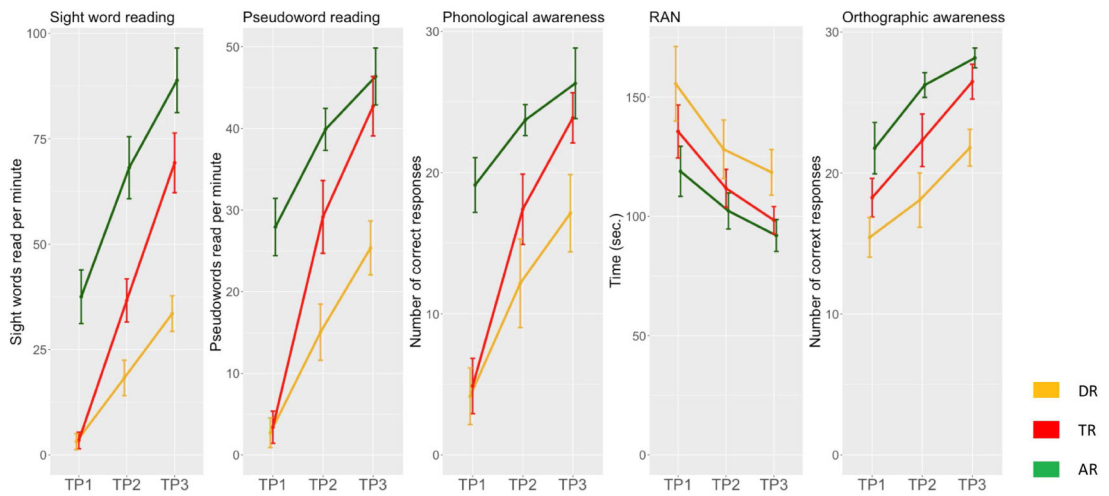 Sight word reading
Sight words read per minute
100
75
50
25
0
TP1 TP2 TP3
Pseudoword reading
Pseudowords read per minute
50
40
30
20
10
0
TP1 TP2 TP3
Phonological awareness
Number of correct responses
30
20
10
0
TP1 TP2 TP3
RAN
Time (sec.)
150
100
50
0
TP1 TP2 TP3
Orthographic awareness
Number of corrext responses
30
20
10
0
TP1 TP2 TP3
DR
TR
AR